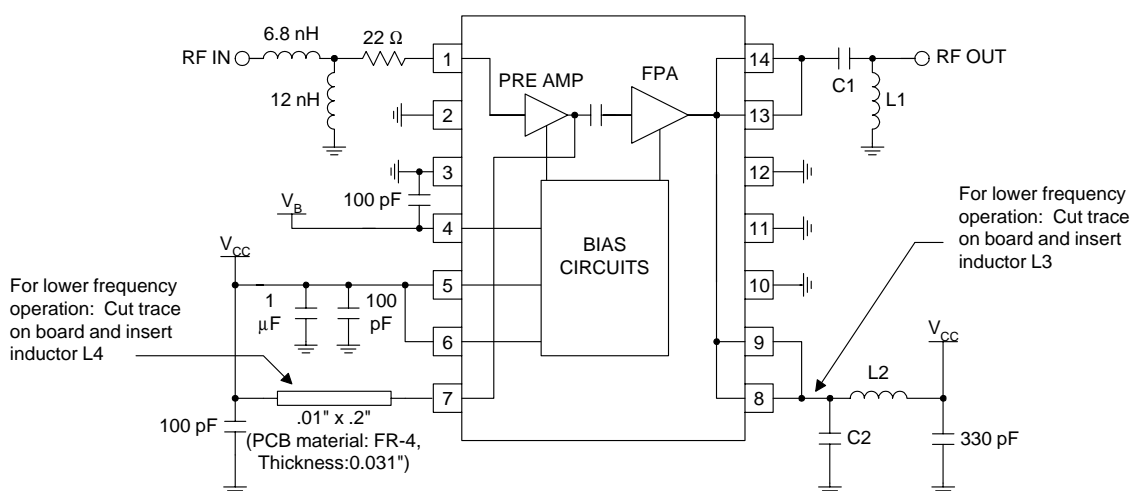 RF IN
6.8 nH
22 Ω
12 nH
1
2
3
4
5
6
7
PRE AMP
FPA
BIAS
CIRCUITS
14
13
12
11
10
9
8
C1
L1
RF OUT
100 pF
VB
VCC
For lower frequency
operation: Cut trace
on board and insert
inductor L4
1
μF
100
pF
100 pF
.01" x .2"
(PCB material: FR-4,
Thickness:0.031")
For lower frequency
operation: Cut trace
on board and insert
inductor L3
VCC
L2
C2
330 pF